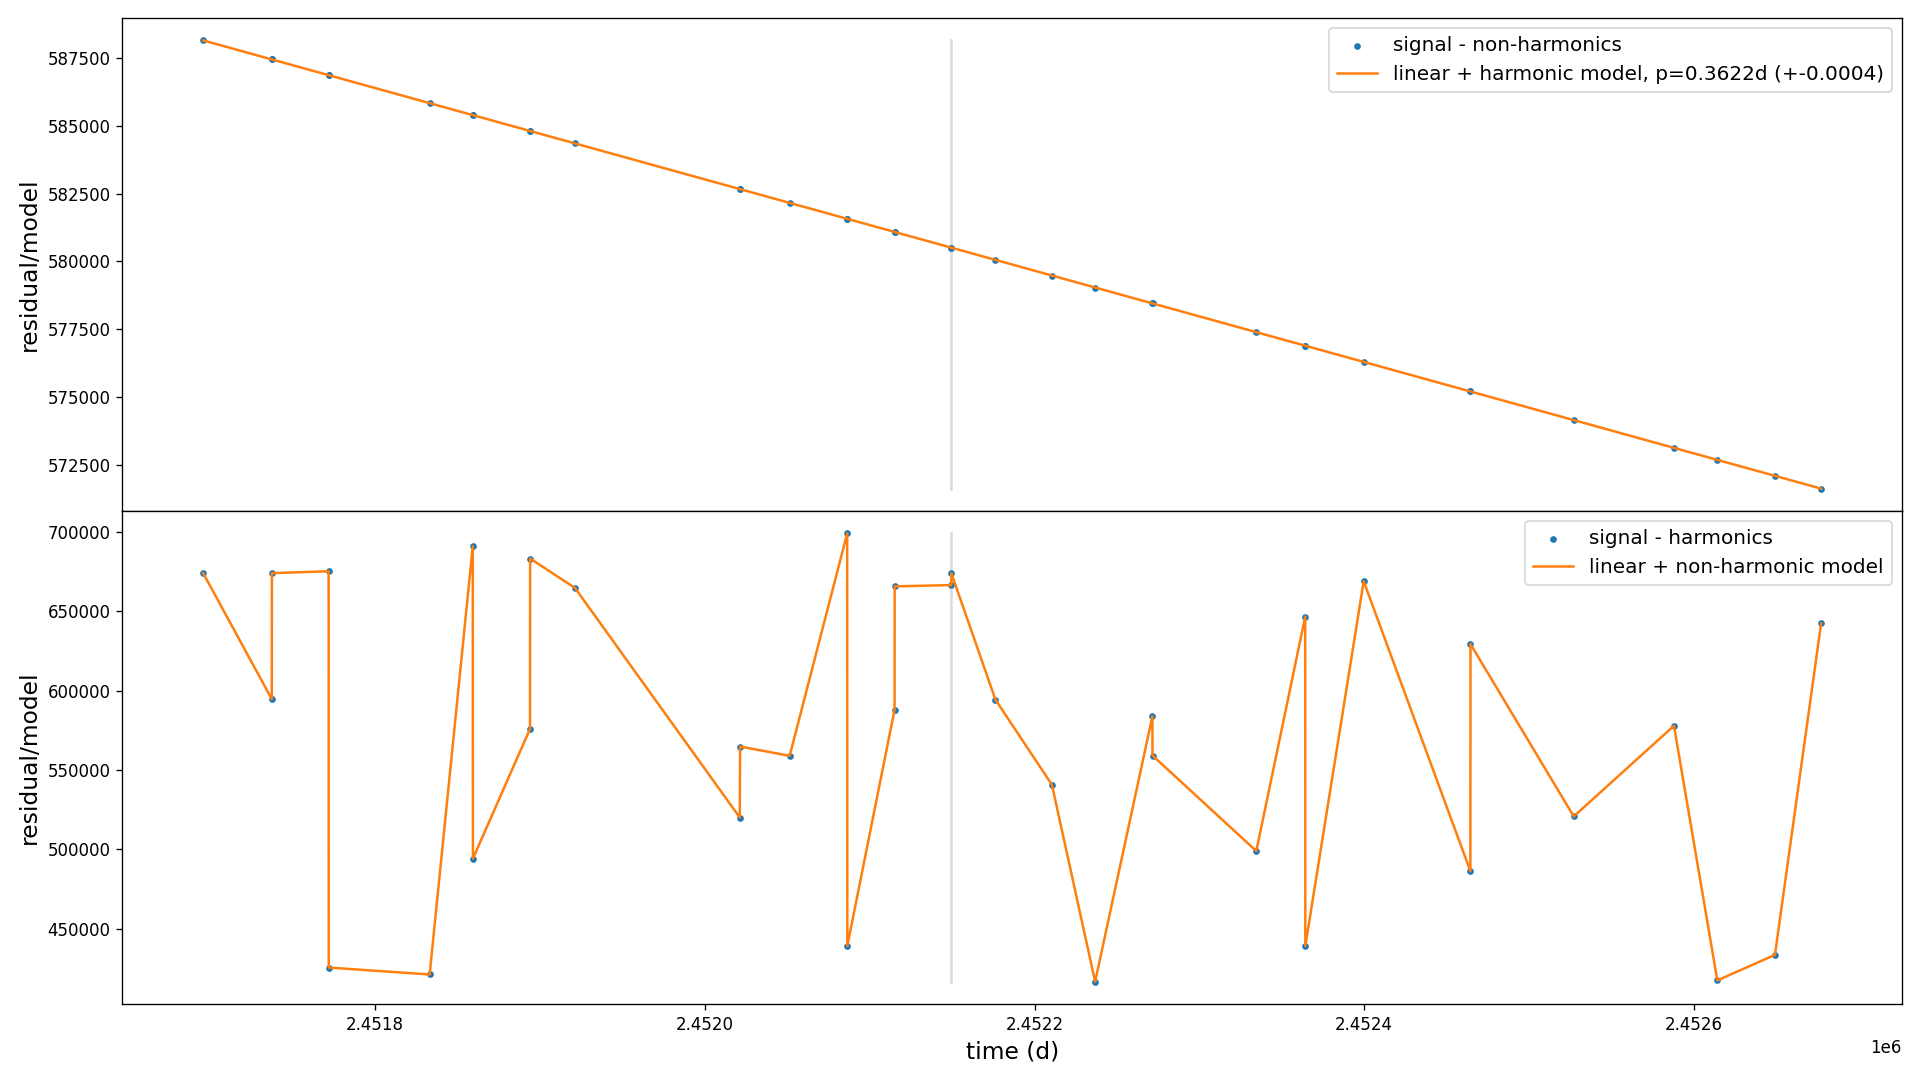 signal - non-harmonics
linear + harmonic model, p=0.3622d (+-0.0004)
587500
585000
582500
580000
577500
575000
572500
residual/model
signal - harmonics
linear + non-harmonic model
700000
650000
600000
550000
500000
450000
residual/model
2.4518 2.4520 2.4522 2.4524 2.4526
time (d)
1e6